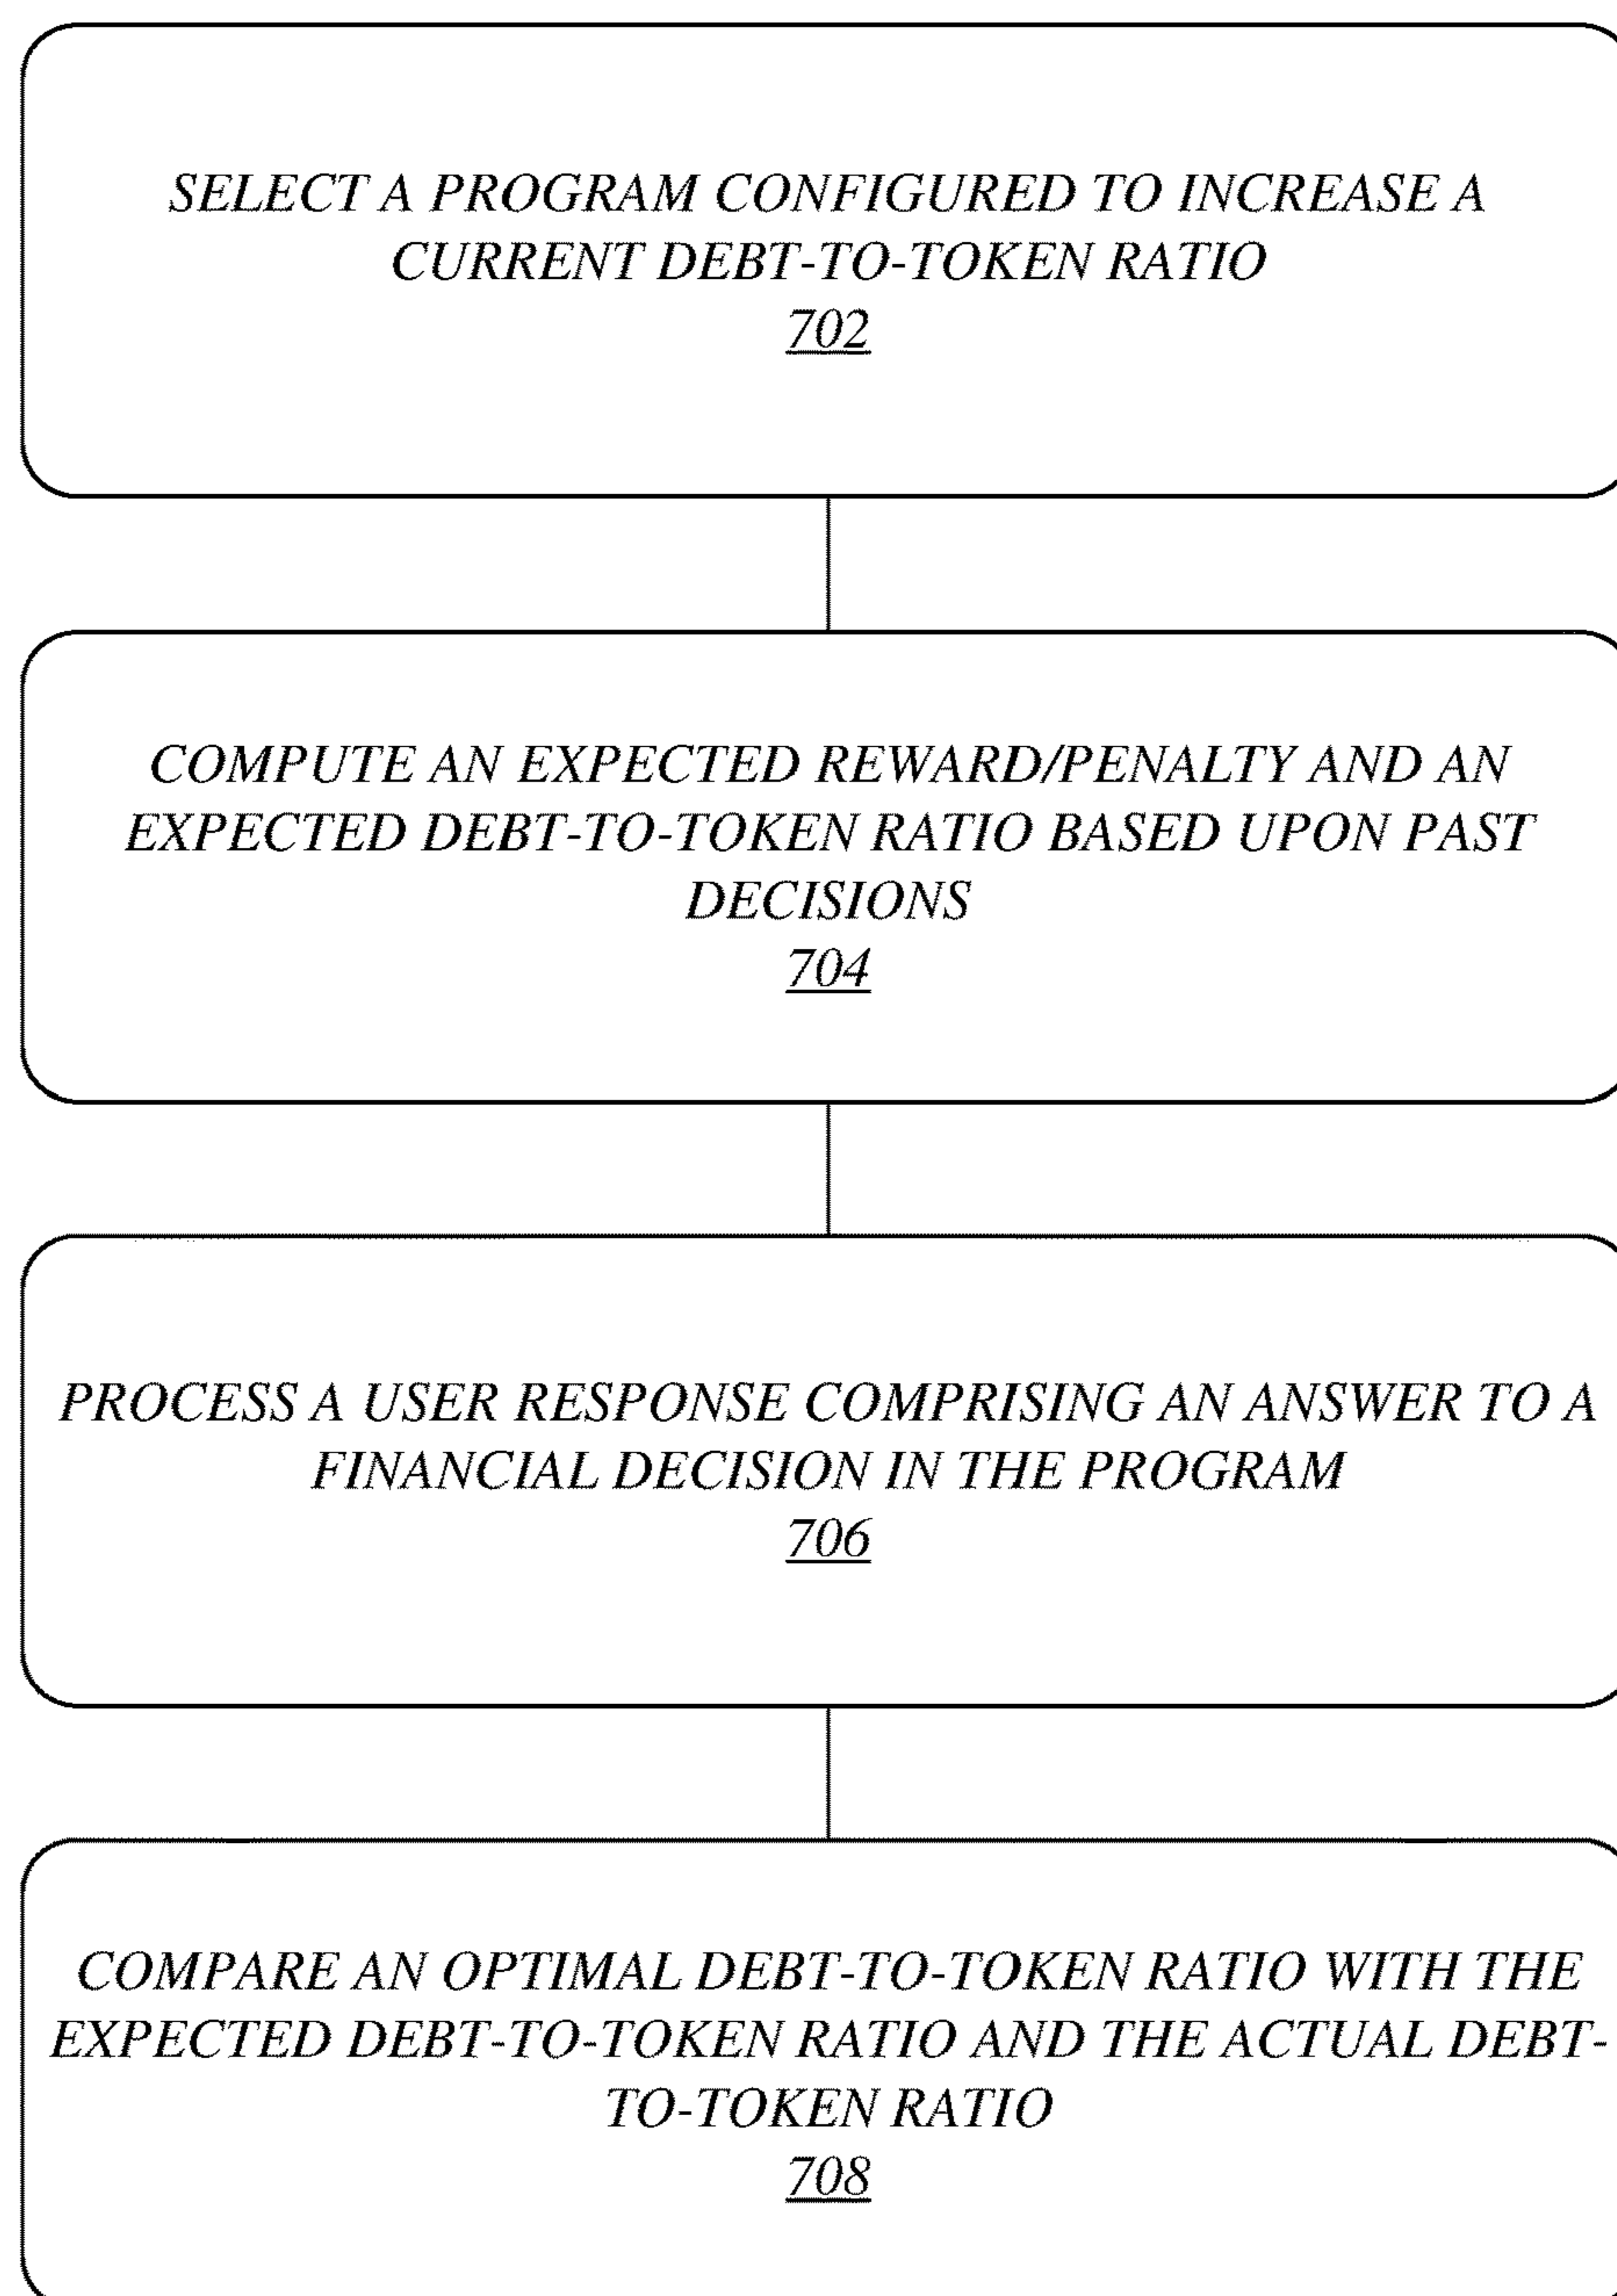 SELECT A PROGRAM CONFIGURED TO INCREASE A
CURRENT DEBT-TO-TOKEN RATIO
702
COMPUTE AN EXPECTED REWARD/PENALTY AND AN
EXPECTED DEBT-TO-TOKEN RATIO BASED UPON PAST
DECISIONS
704
PROCESS A USER RESPONSE COMPRISING AN ANSWER TO A
FINANCIAL DECISION IN THE PROGRAM
706
COMPARE AN OPTIMAL DEBT-TO-TOKEN RATIO WITH THE
EXPECTED DEBT-TO-TOKEN RATIO AND THE ACTUAL DEBT-
TO-TOKEN RATIO
708